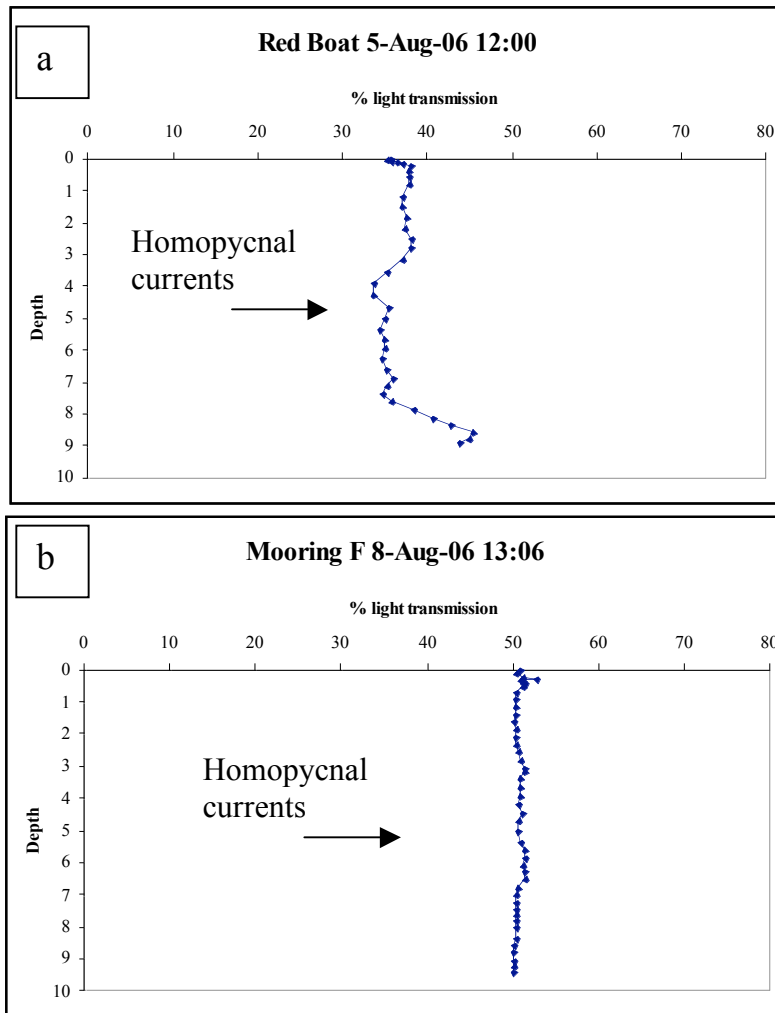 a
Red Boat 5-Aug-06 12:00
% light transmission
0 10 20 30 40 50 60 70 80
0
1
2
3
4
5
6
7
8
9
10
Depth
Homopycnal
currents
b
Mooring F 8-Aug-06 13:06
% light transmission
0 10 20 30 40 50 60 70 80
0
1
2
3
4
5
6
7
8
9
10
Depth
Homopycnal
currents